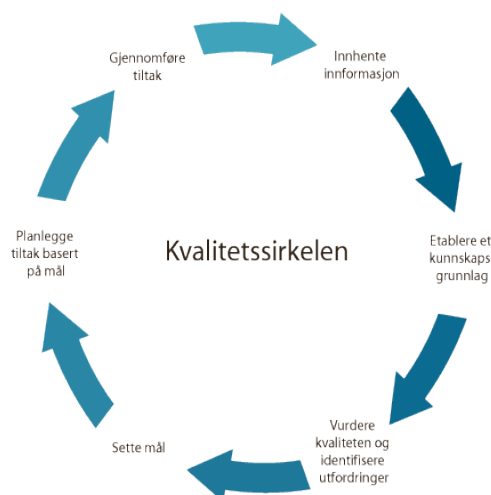 Gjennomføre
tiltak
Innhente
innformasjon
Etablere et
kunnskaps
grunnlag
Vurdere
kvaliteten og
identifisere
utfordringer
Sette mål
Planlegge
tiltak basert
på mål
Kvalitetssirkelen